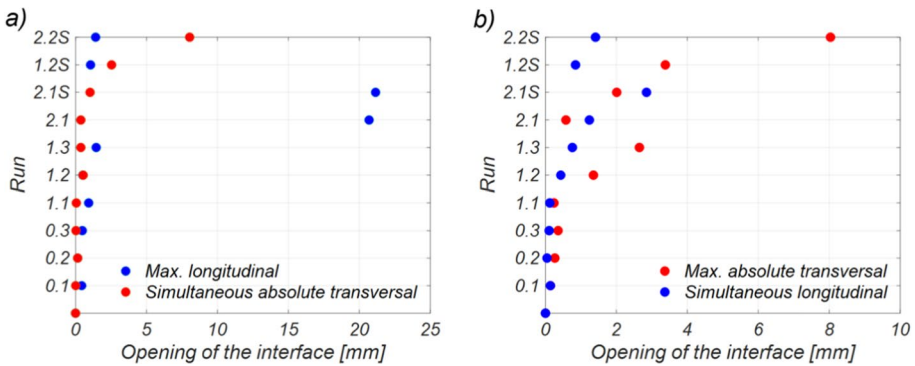 a)
2.2S
1.2S
2.1S
2.1
1.3
1.2
1.1
0.3
0.2
0.1
Run
Max. longitudinal
Simultaneous absolute transversal
0 5 10 15 20 25
Opening of the interface [mm]
b)
2.2S
1.2S
2.1S
2.1
1.3
1.2
1.1
0.3
0.2
0.1
Run
Max. absolute transversal
Simultaneous longitudinal
0 2 4 6 8 10
Opening of the interface [mm]